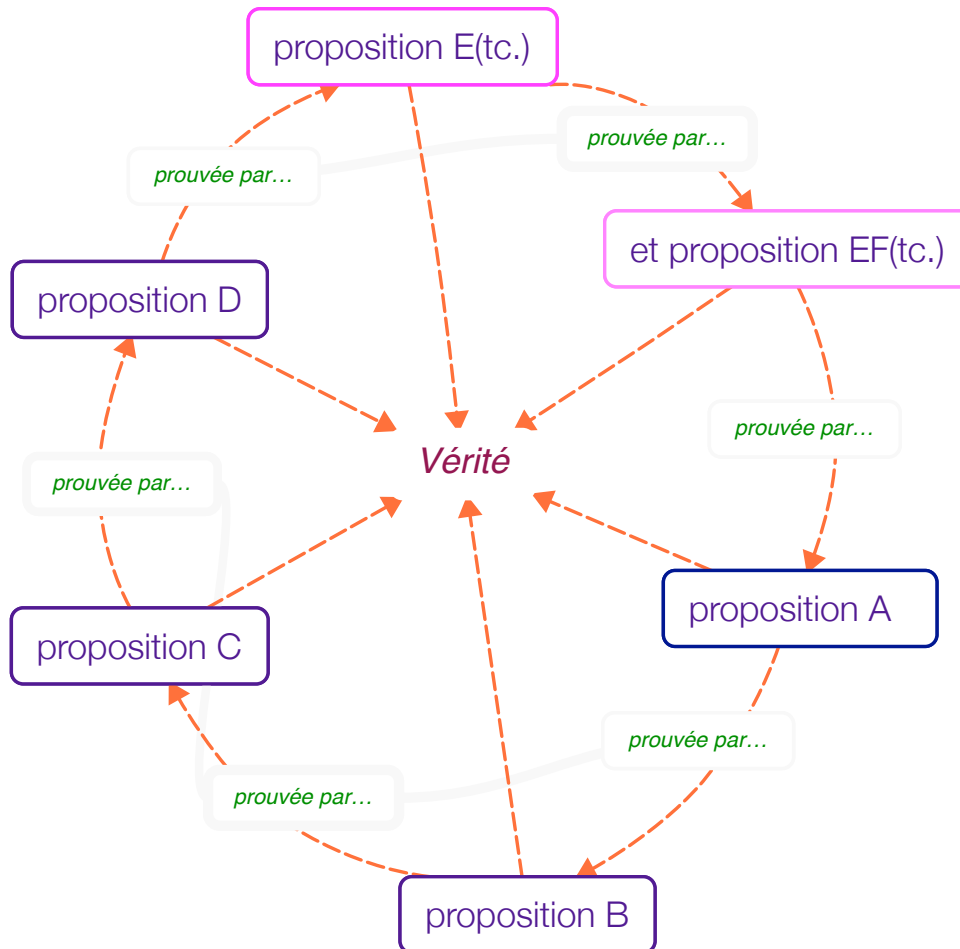 proposition E(tc.)
prouvée par…
prouvée par…
et proposition EF(tc.)
proposition D
prouvée par…
Vérité
prouvée par…
proposition A
proposition C
prouvée par…
prouvée par…
proposition B